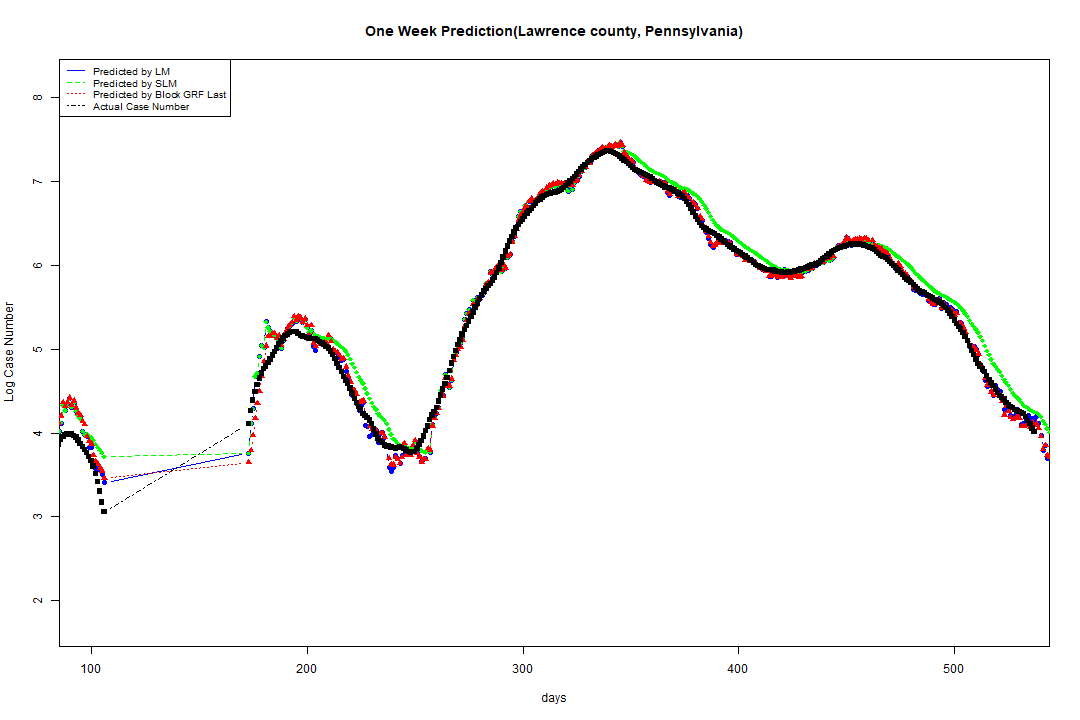 One Week Prediction(Lawrence county, Pennsylvania)
Predicted by LM
Predicted by SLM
Predicted by Block GRF Last
Actual Case Number
8
7
6
5
4
3
2
Log Case Number
100 200 300 400 500
days